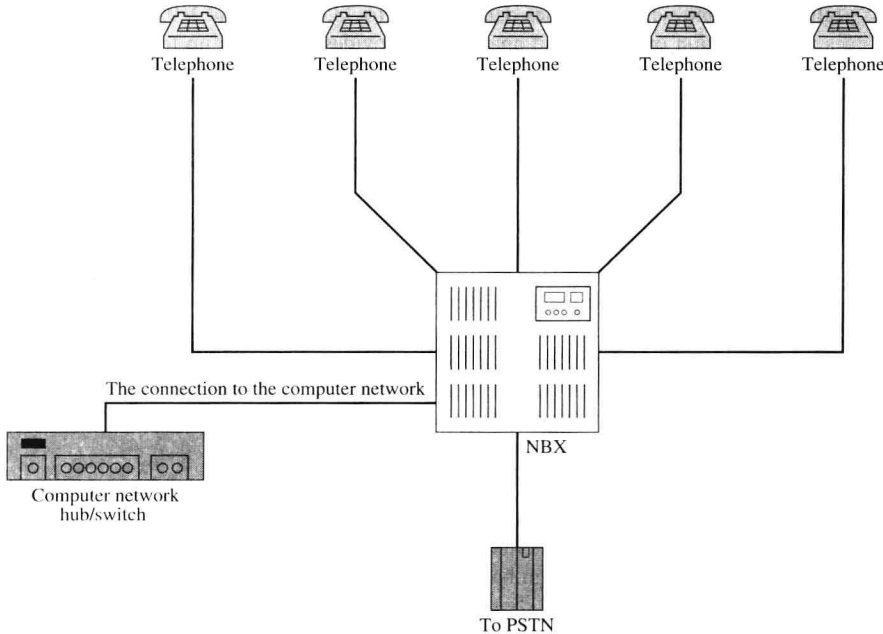 Telephone
Telephone
Telephone
Telephone
Telephone
The connection to the computer network
NBX
Computer network
hub/switch
To PSTN